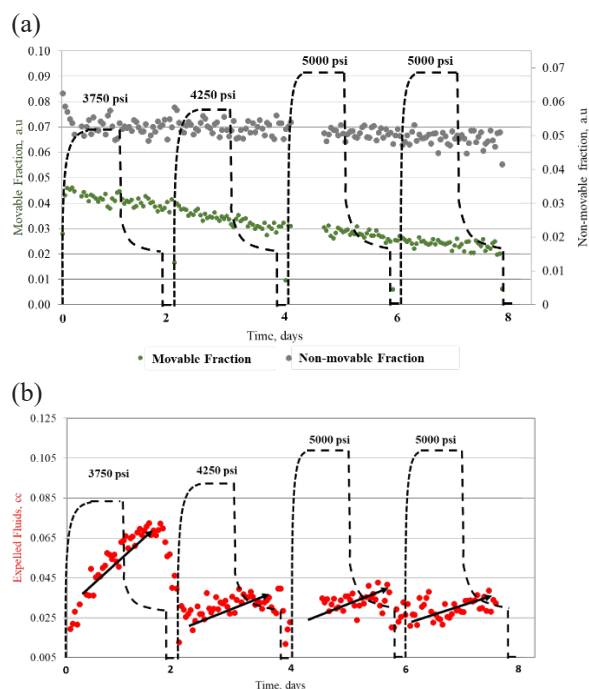 (a)
0.10
0.09
0.08
0.07
0.06
0.05
0.04
0.03
0.02
0.01
0.00
Movable Fraction, a.u
0.07
0.06
0.05
0.04
0.03
0.02
0.01
0
Non-movable fraction, a.u
3750 psi
4250 psi
5000 psi
5000 psi
0 2 4 6 8
Time, days
Movable Fraction Non-movable Fraction
(b)
0.125
0.105
0.085
0.065
0.045
0.025
0.005
Expelled Fluids, cc
3750 psi
4250 psi
5000 psi
5000 psi
0 2 4 6 8
Time, days